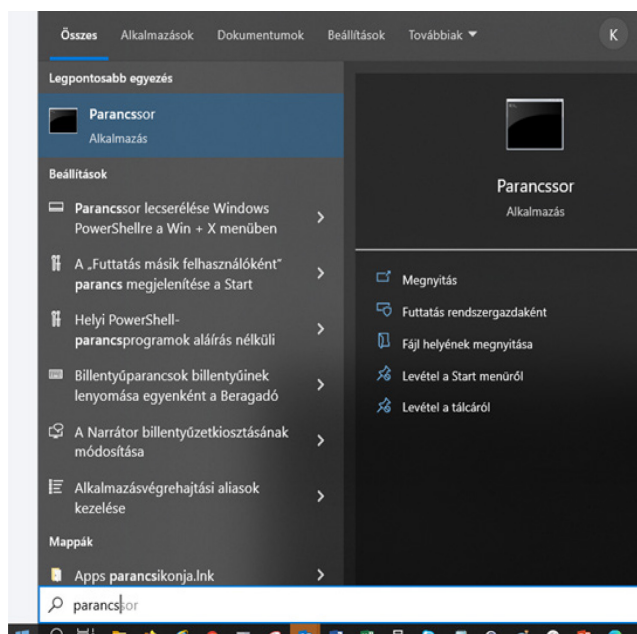 Összes Alkalmazások Dokumentumok Beállítások Továbbiak K
Legpontosabb egyezés
Parancssor
Alkalmazás
Beállítások
Parancssor lecserélése Windows
PowerShellre a Win + X menüben
A „Futtatás másik felhasználóként"
parancs megjelenítése a Start
Helyi PowerShell-
parancsprogramok aláírás nélküli
Billentyűparancsok billentyűinek
lenyomása egyenként a Beragadó
A Narrátor billentyűzetkiosztásának
módosítása
Alkalmazásvégrehajtási aliasok
kezelése
Mappák
Apps parancsikonja.lnk
Parancssor
Alkalmazás
Megnyitás
Futtatás rendszergazdaként
Fájl helyének megnyitása
Levétel a Start menüről
Levétel a tálcáról
parancssor